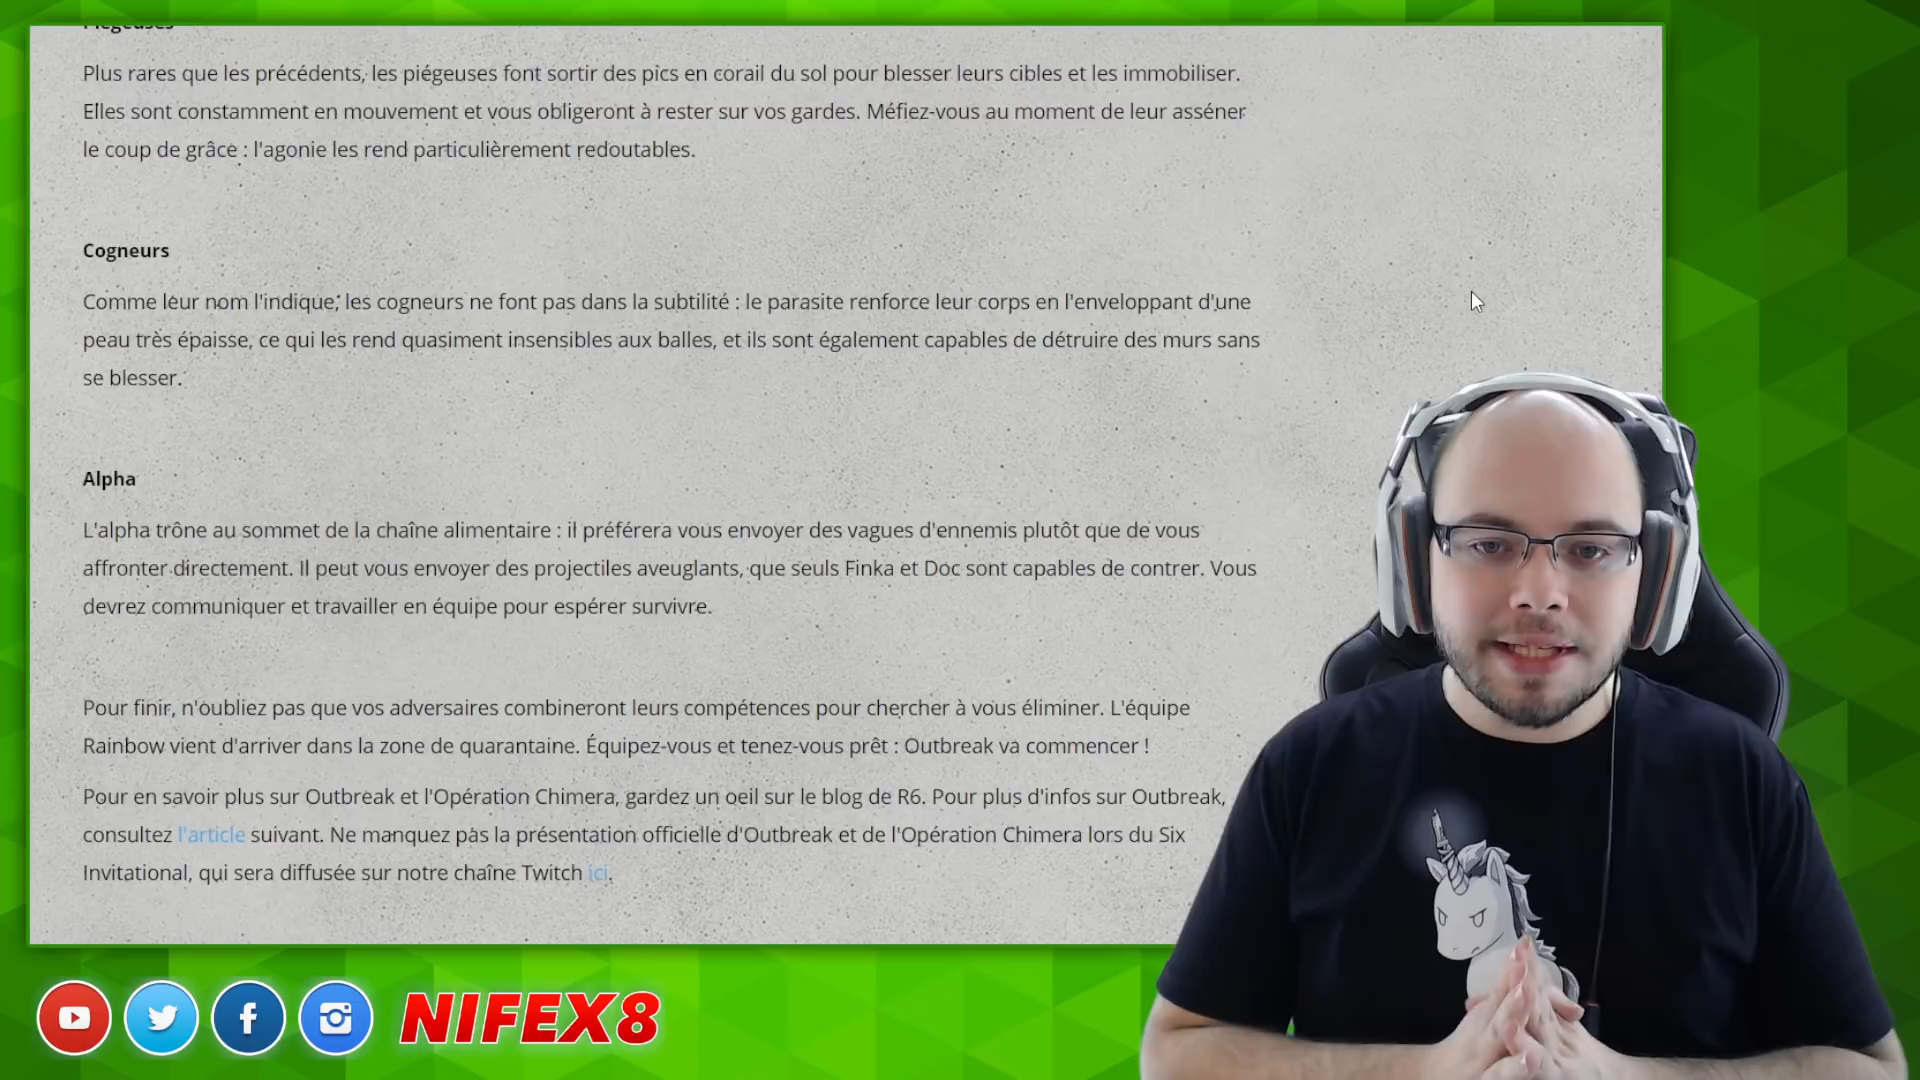 Piégeuses
Plus rares que les précédents, les piégeuses font sortir des pics en corail du sol pour blesser leurs cibles et les immobiliser.
Elles sont constamment en mouvement et vous obligeront à rester sur vos gardes. Méfiez-vous au moment de leur asséner
le coup de grâce : l'agonie les rend particulièrement redoutables.
Cogneurs
Comme leur nom l'indique, les cogneurs ne font pas dans la subtilité : le parasite renforce leur corps en l'enveloppant d'une
peau très épaisse, ce qui les rend quasiment insensibles aux balles, et ils sont également capables de détruire des murs sans
se blesser.
Alpha
L'alpha trône au sommet de la chaîne alimentaire : il préférera vous envoyer des vagues d'ennemis plutôt que de vous
affronter directement. Il peut vous envoyer des projectiles aveuglants, que seuls Finka et Doc sont capables de contrer. Vous
devrez communiquer et travailler en équipe pour espérer survivre.
Pour finir, n'oubliez pas que vos adversaires combineront leurs compétences pour chercher à vous éliminer. L'équipe
Rainbow vient d'arriver dans la zone de quarantaine. Équipez-vous et tenez-vous prêt : Outbreak va commencer !
Pour en savoir plus sur Outbreak et l'Opération Chimera, gardez un oeil sur le blog de R6. Pour plus d'infos sur Outbreak,
consultez l'article suivant. Ne manquez pas la présentation officielle d'Outbreak et de l'Opération Chimera lors du Six
Invitational, qui sera diffusée sur notre chaîne Twitch ici.
NIFEX8